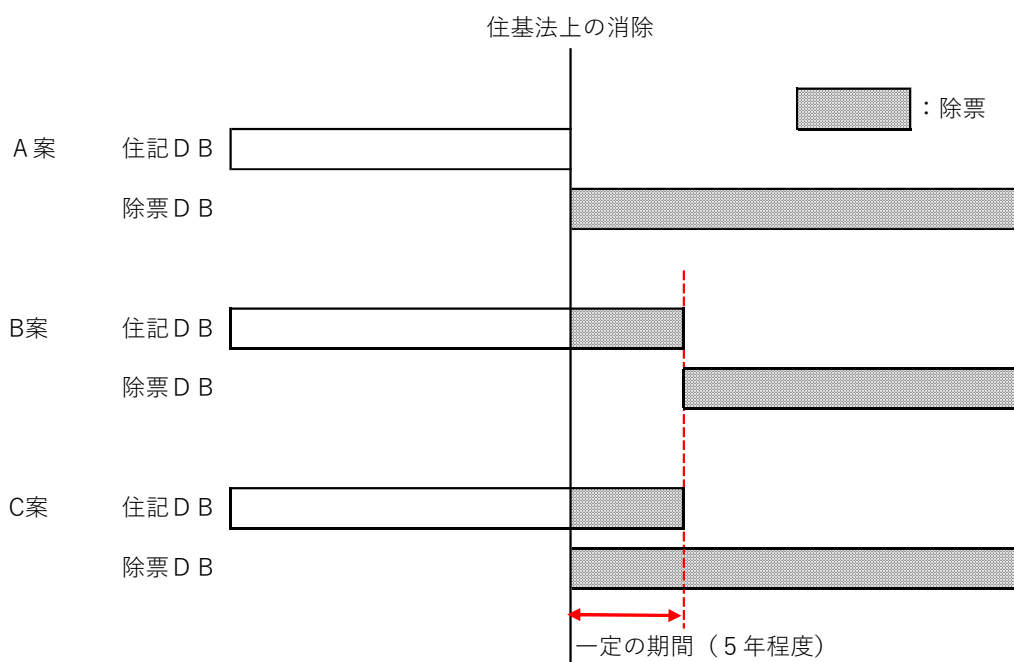 住基法上の消除
：除票
Ａ案 住記ＤＢ
除票ＤＢ
B案 住記ＤＢ
除票ＤＢ
C案 住記ＤＢ
除票ＤＢ
一定の期間（５年程度）